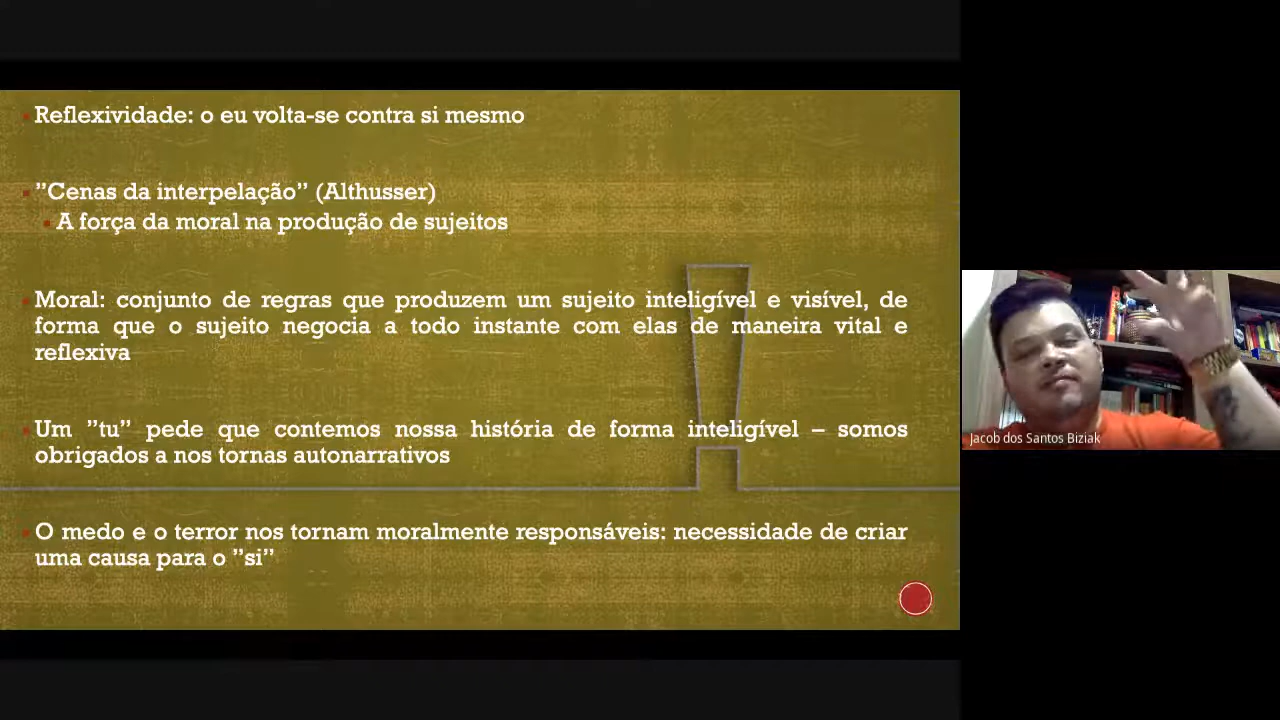 Reflexividade: o eu volta-se contra si mesmo
”Cenas da interpelação” (Althusser)
A força da moral na produção de sujeitos
Moral: conjunto de regras que produzem um sujeito inteligível e visível, de
forma que o sujeito negocia a todo instante com elas de maneira vital e
reflexiva
Um ”tu” pede que contemos nossa história de forma inteligível – somos
obrigados a nos tornas autonarrativos
O medo e o terror nos tornam moralmente responsáveis: necessidade de criar
uma causa para o ”si”
Jacob dos Santos Biziak